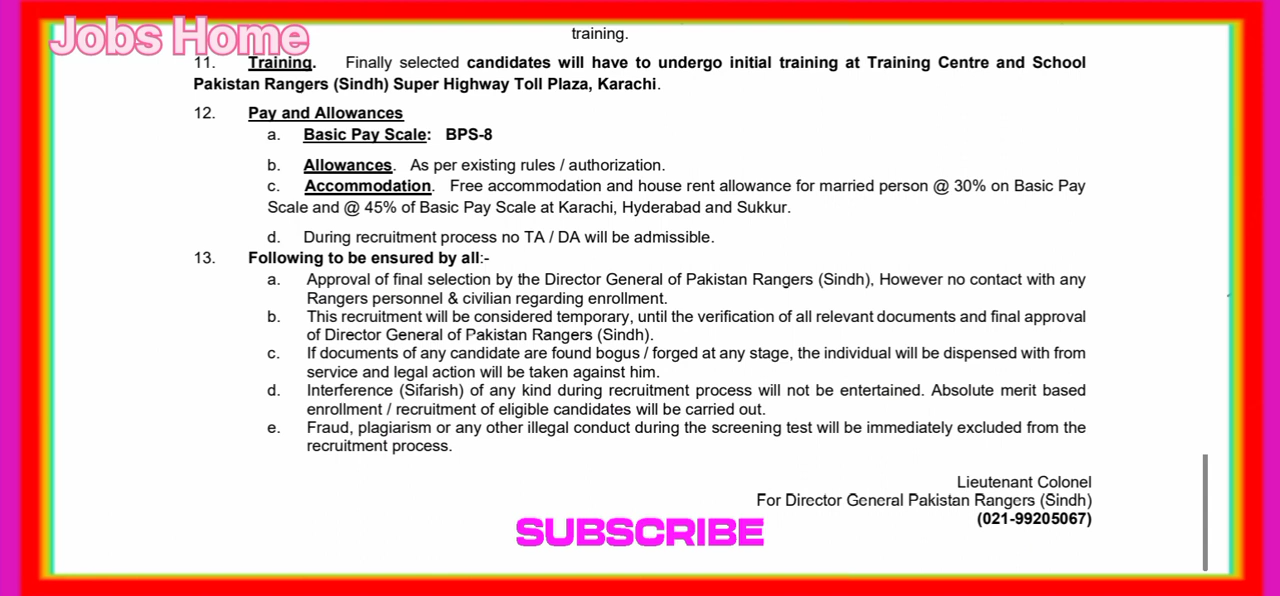 Jobs Home
training.
11. Training. Finally selected candidates will have to undergo initial training at Training Centre and School
Pakistan Rangers (Sindh) Super Highway Toll Plaza, Karachi.
12. Pay and Allowances
a. Basic Pay Scale: BPS-8
b. Allowances. As per existing rules / authorization.
c. Accommodation. Free accommodation and house rent allowance for married person @ 30% on Basic Pay
Scale and @ 45% of Basic Pay Scale at Karachi, Hyderabad and Sukkur.
d. During recruitment process no TA / DA will be admissible.
13. Following to be ensured by all:-
a. Approval of final selection by the Director General of Pakistan Rangers (Sindh), However no contact with any
Rangers personnel & civilian regarding enrollment.
b. This recruitment will be considered temporary, until the verification of all relevant documents and final approval
of Director General of Pakistan Rangers (Sindh).
c. If documents of any candidate are found bogus / forged at any stage, the individual will be dispensed with from
service and legal action will be taken against him.
d. Interference (Sifarish) of any kind during recruitment process will not be entertained. Absolute merit based
enrollment / recruitment of eligible candidates will be carried out.
e. Fraud, plagiarism or any other illegal conduct during the screening test will be immediately excluded from the
recruitment process.
Lieutenant Colonel
For Director General Pakistan Rangers (Sindh)
(021-99205067)
SUBSCRIBE